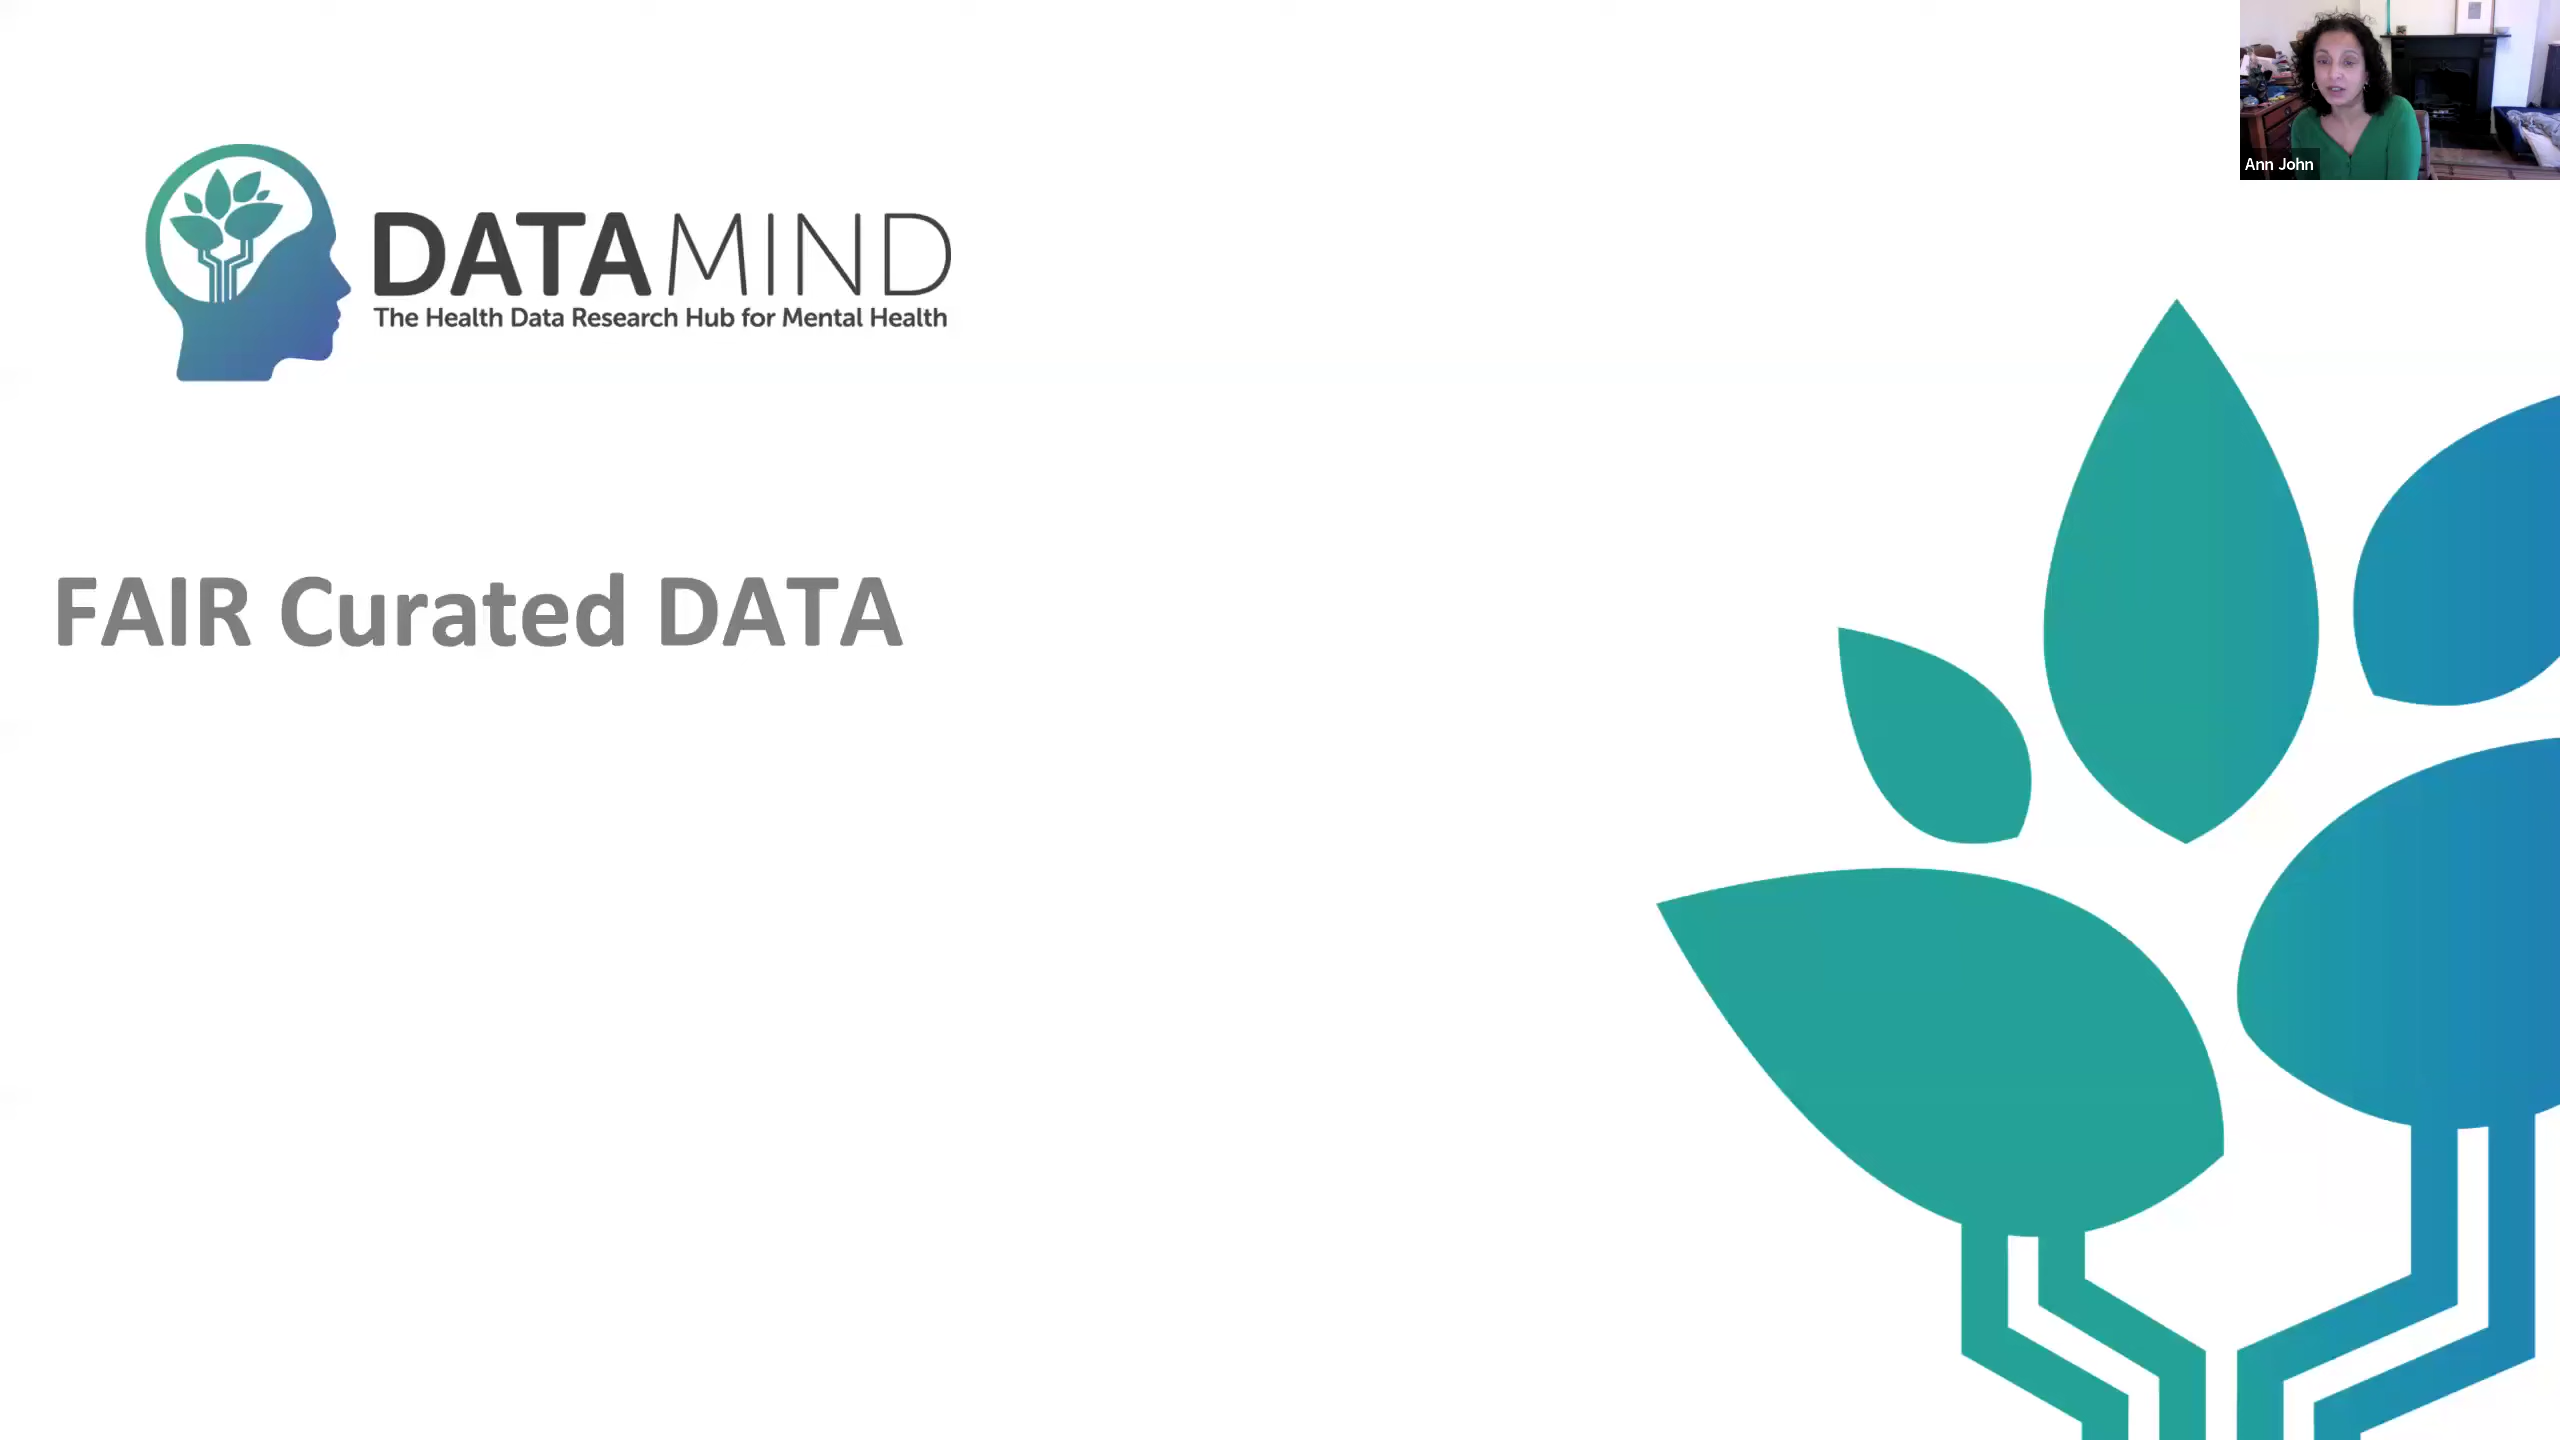 Ann John
DATAMIND
The Health Data Research Hub for Mental Health
FAIR Curated DATA